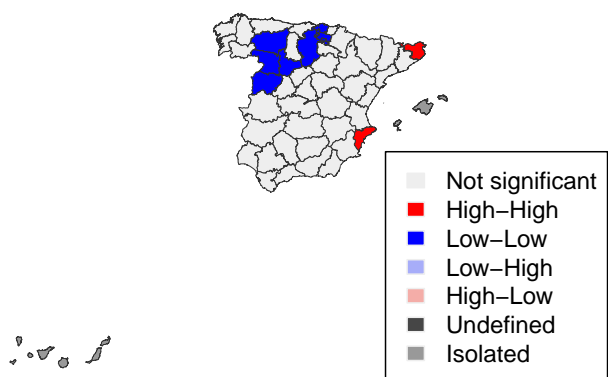 Not significant
High−High
Low−Low
Low−High
High−Low
Undefined
Isolated